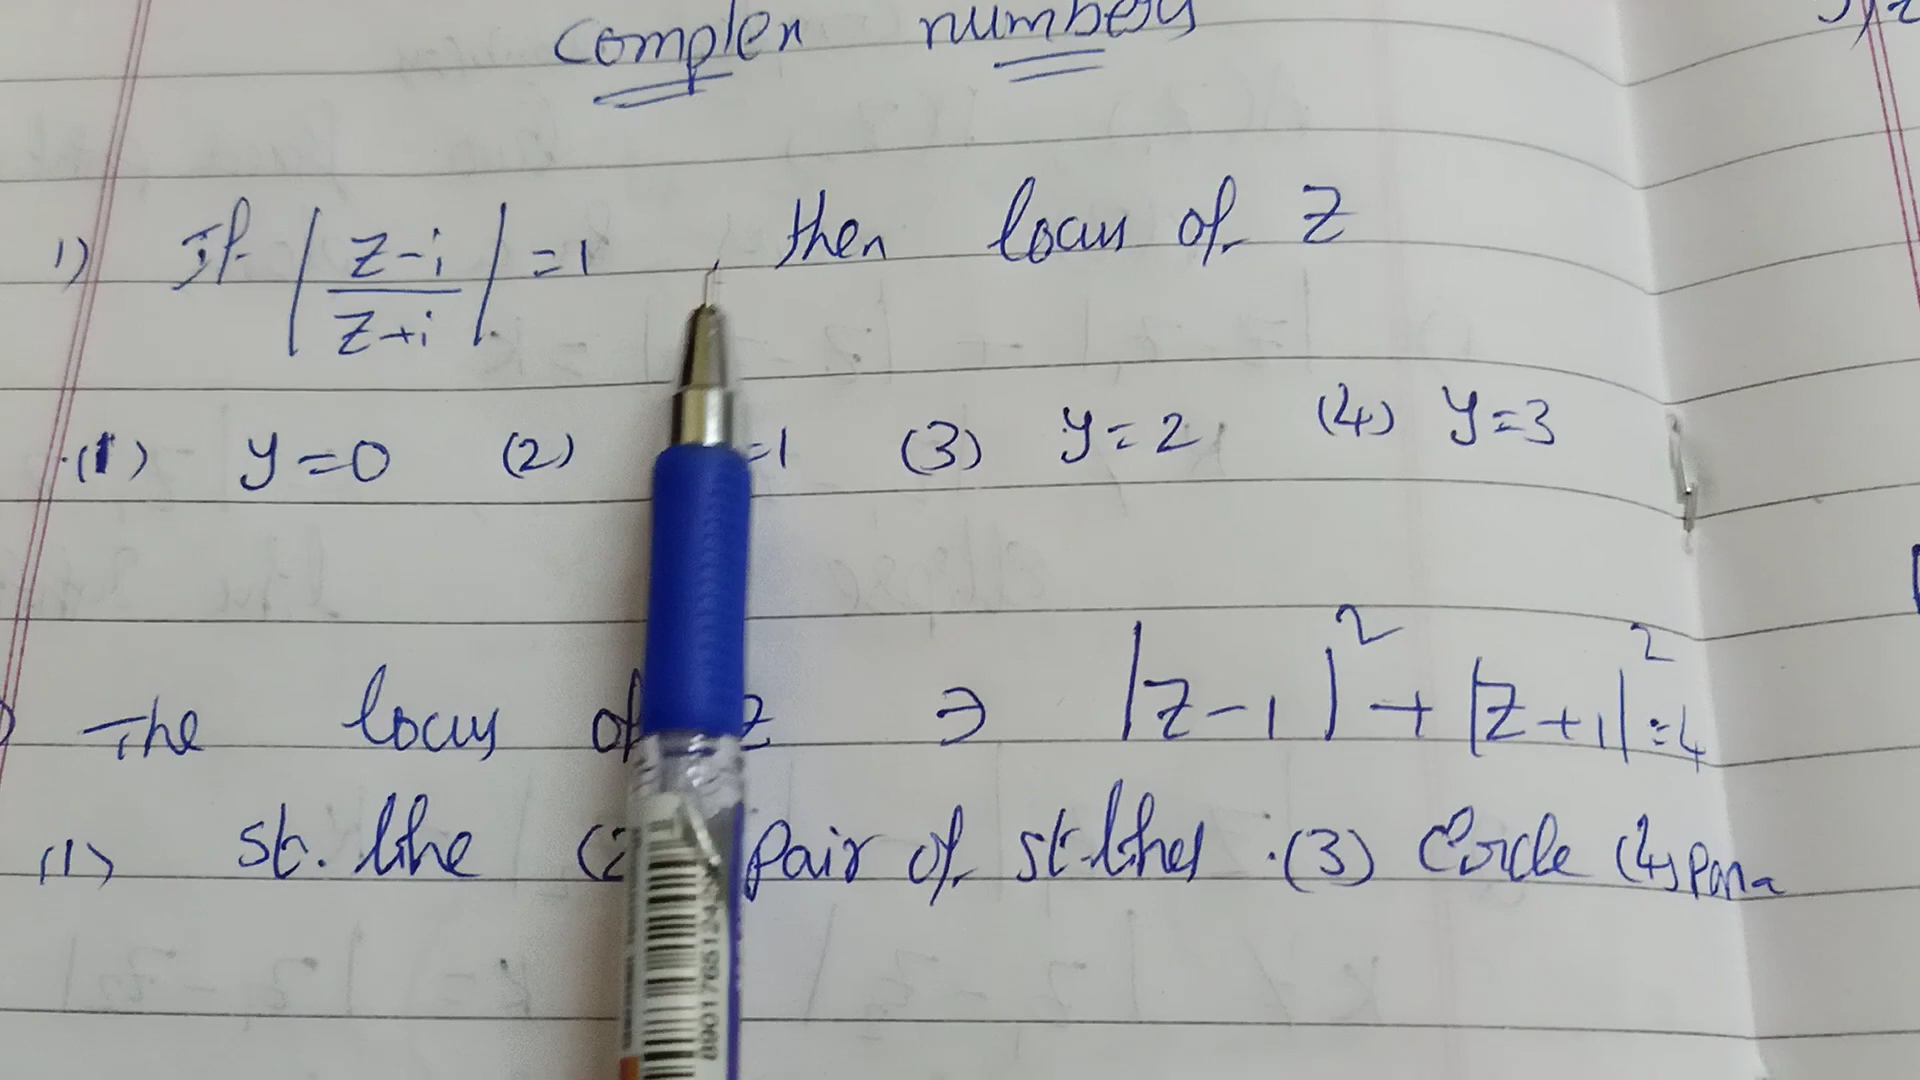 complex numbers
1) If |z-i/z+i| =1 , then locus of z
(1) y=0 (2) =1 (3) y=2 (4) y=3
The locus of z ⇒ |z-1|² + |z+1|² = 4
(1) st. line (2 pair of st. lines (3) Circle (4) para
8901765124